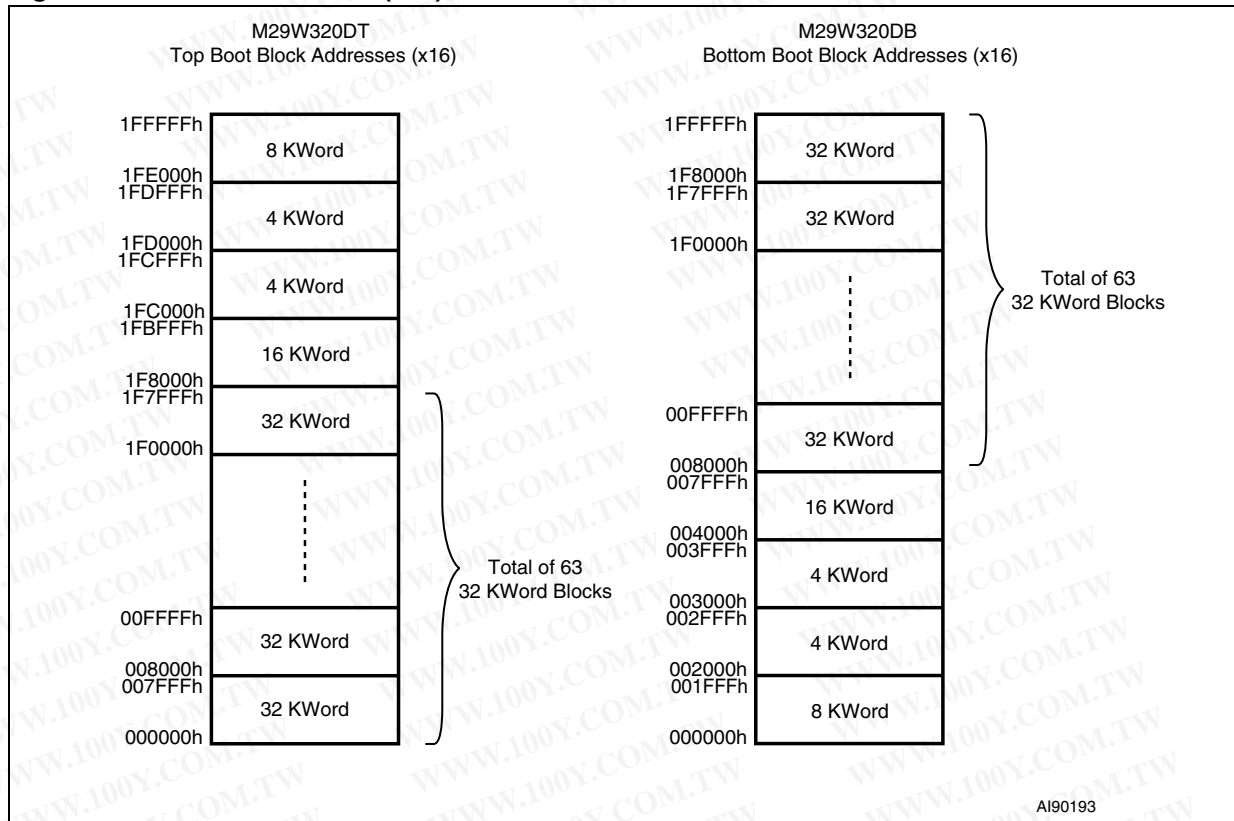 M29W320DT
Top Boot Block Addresses (x16)
1FFFFFh
8 KWord
1FE000h
1FDFFFh
4 KWord
1FD000h
1FCFFFh
4 KWord
1FC000h
1FBFFFh
16 KWord
1F8000h
1F7FFFh
32 KWord
1F0000h
Total of 63
32 KWord Blocks
00FFFFh
32 KWord
008000h
007FFFh
32 KWord
000000h
M29W320DB
Bottom Boot Block Addresses (x16)
1FFFFFh
32 KWord
1F8000h
1F7FFFh
32 KWord
1F0000h
Total of 63
32 KWord Blocks
00FFFFh
32 KWord
008000h
007FFFh
16 KWord
004000h
003FFFh
4 KWord
003000h
002FFFh
4 KWord
002000h
001FFFh
8 KWord
000000h
AI90193
WWW.100Y.COM.TW